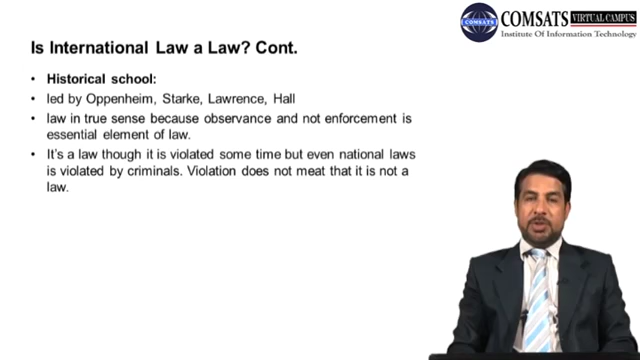 COMSATS VIRTUAL CAMPUS
COMSATS
Institute Of Information Technology
Is International Law a Law? Cont.
• Historical school:
• led by Oppenheim, Starke, Lawrence, Hall
• law in true sense because observance and not enforcement is
essential element of law.
• It's a law though it is violated some time but even national laws
is violated by criminals. Violation does not meat that it is not a
law.